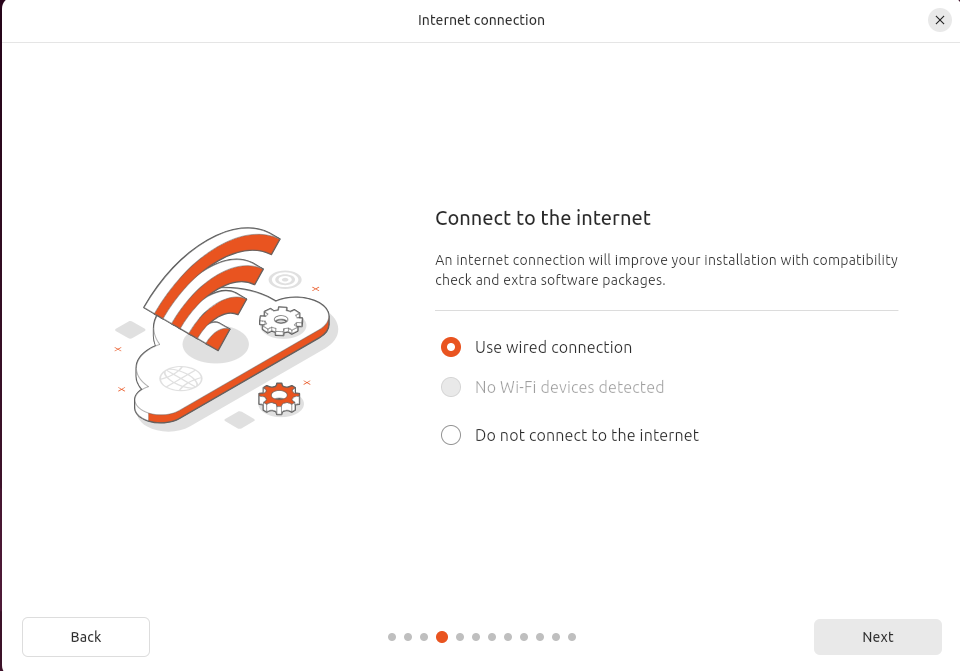 Internet connection
Connect to the internet
An internet connection will improve your installation with compatibility
check and extra software packages.
Use wired connection
No Wi-Fi devices detected
Do not connect to the internet
Back
Next